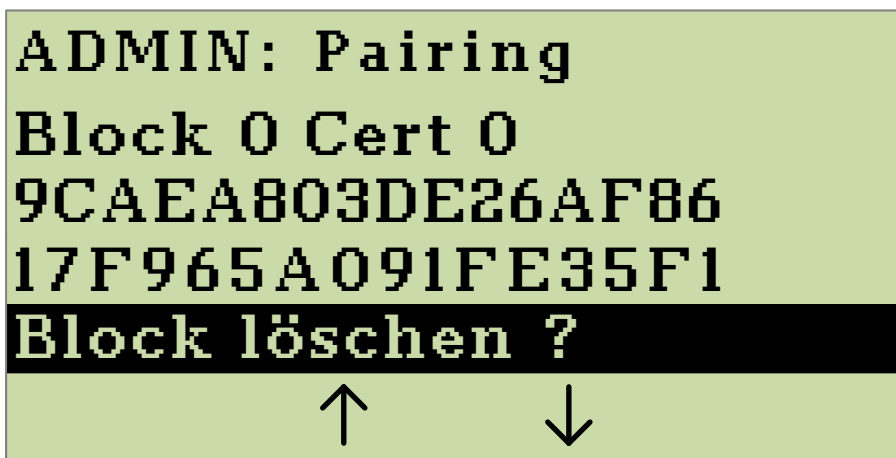 ADMIN: Pairing
Block 0 Cert 0
9CAEA803DE26AF86
17F965A091FE35F1
Block löschen ?
↑ ↓